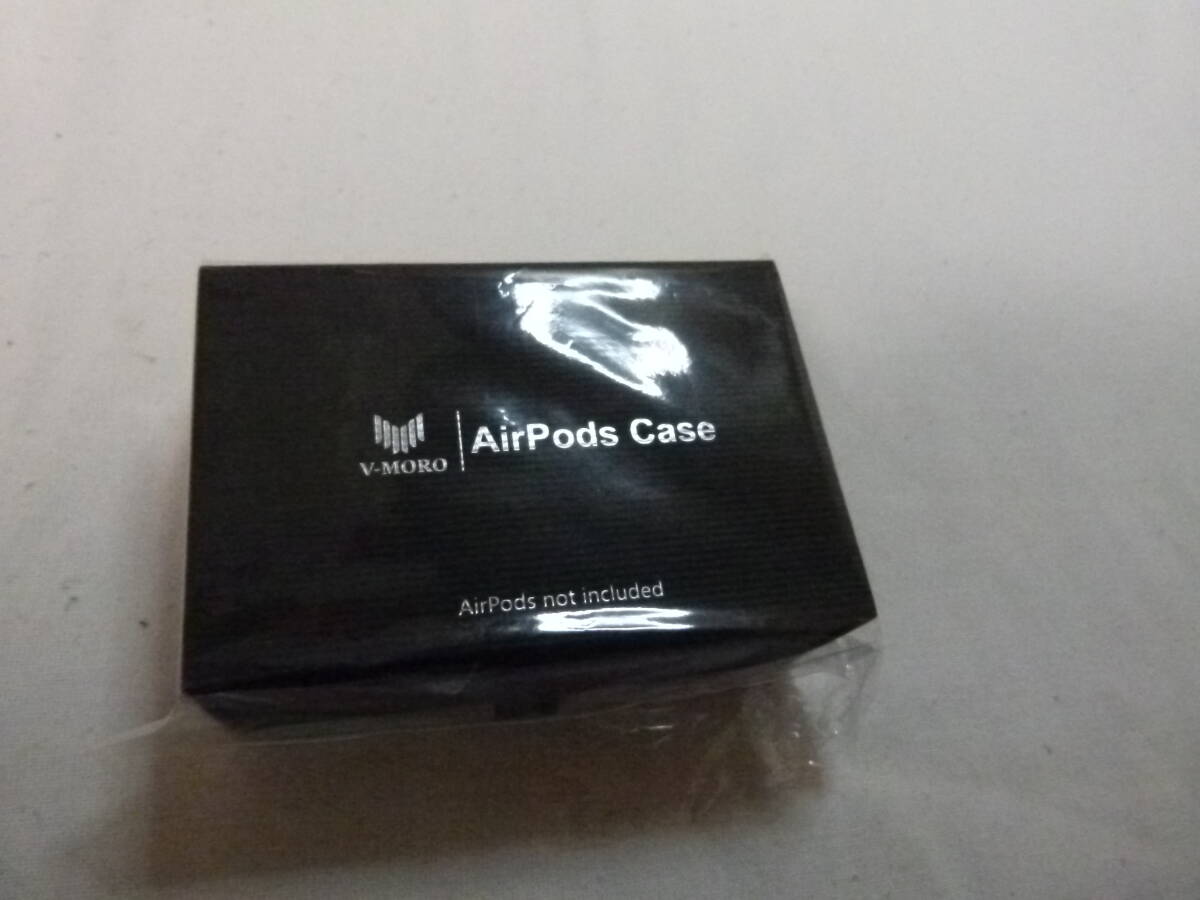 V-MORO
AirPods Case
AirPods not included